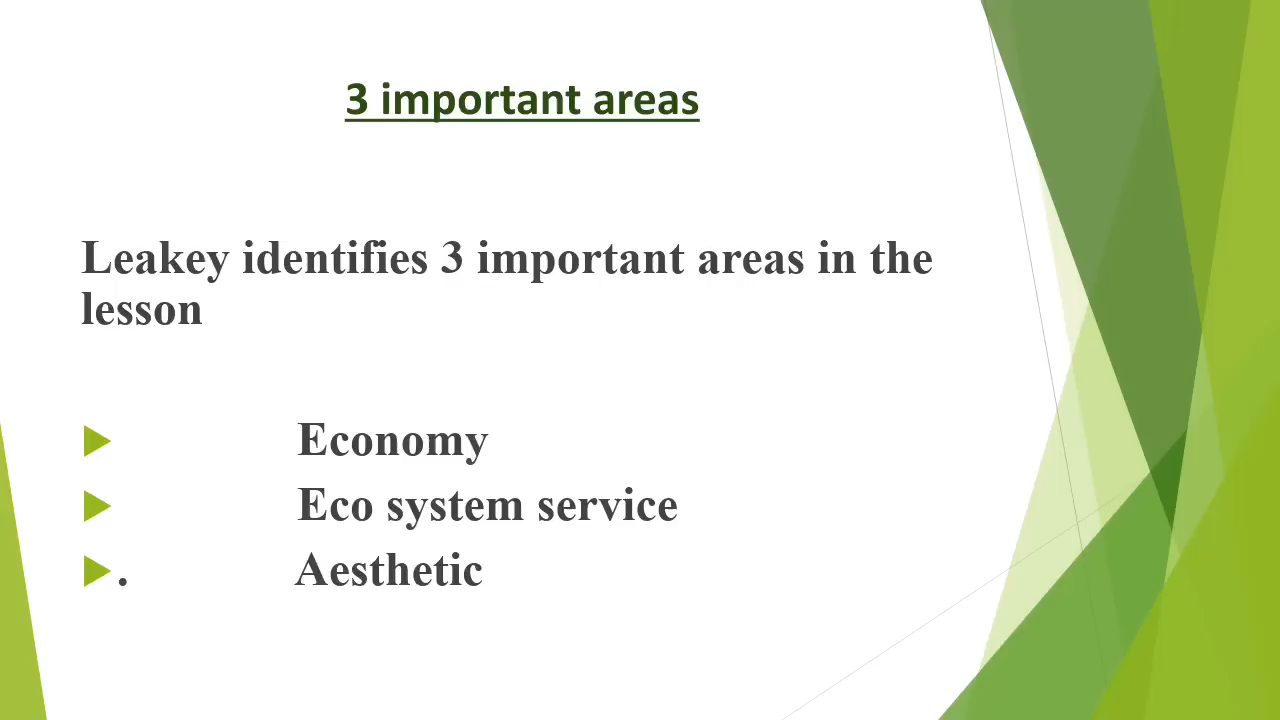 3 important areas
Leakey identifies 3 important areas in the
lesson
Economy
Eco system service
. Aesthetic